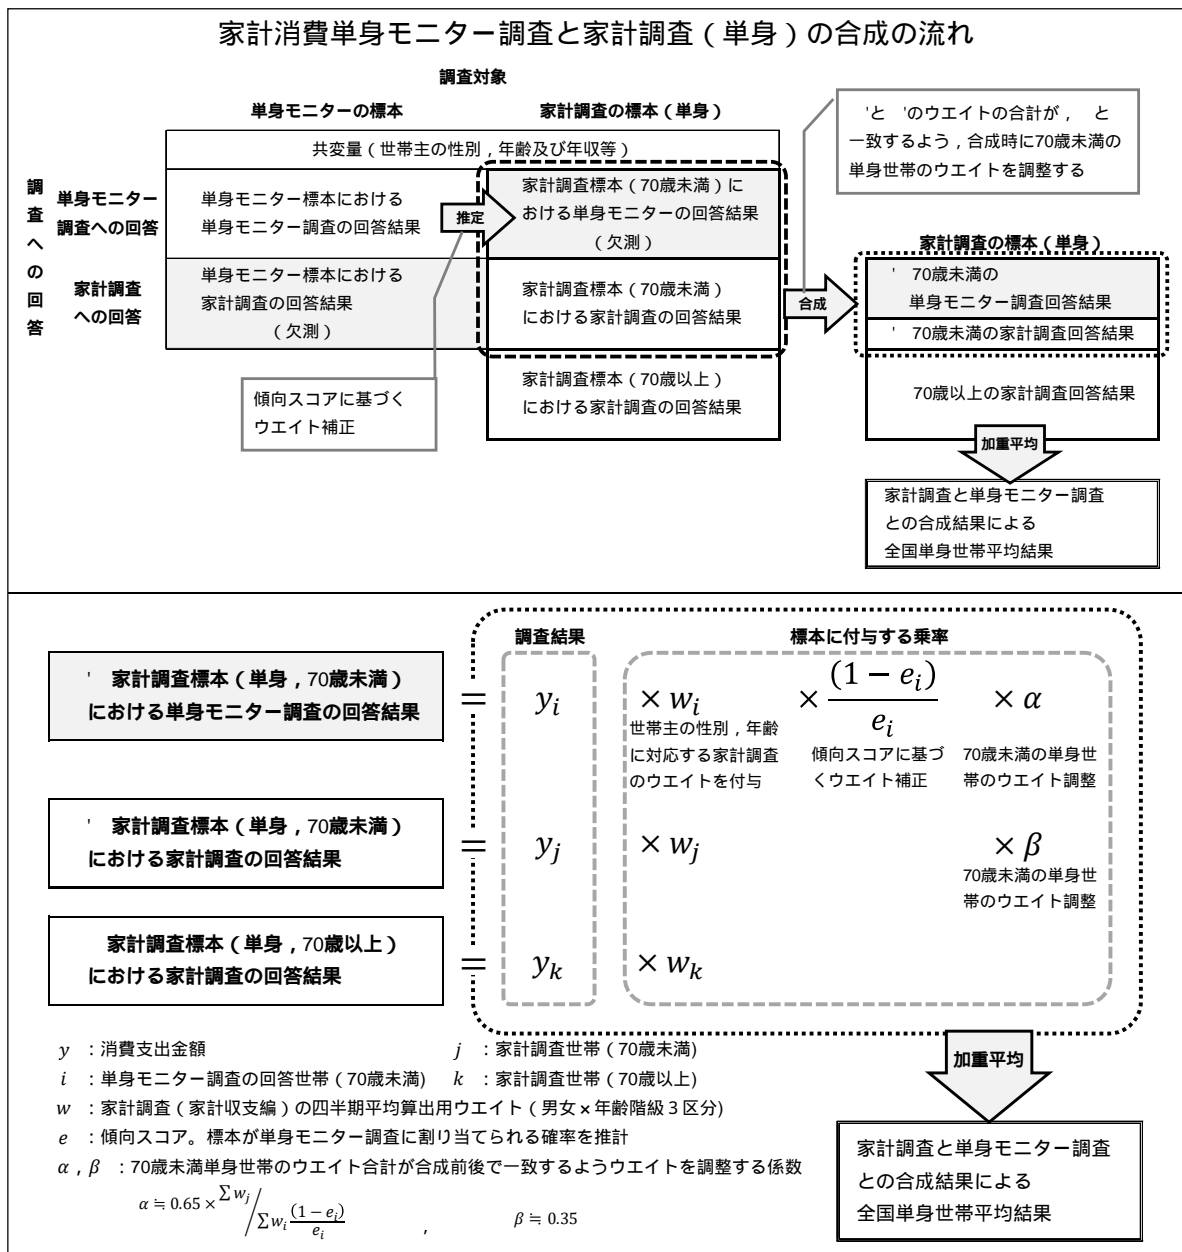 家計消費単身モニター調査と家計調査（単身）の合成の流れ
調査対象
単身モニターの標本
家計調査の標本（単身）
'と　'のウエイトの合計が，　と
一致するよう，合成時に70歳未満の
単身世帯のウエイトを調整する
共変量（世帯主の性別，年齢及び年収等）
調査への回答
単身モニター
調査への回答
単身モニター標本における
単身モニター調査の回答結果
推定
家計調査標本（70歳未満）に
おける単身モニターの回答結果
（欠測）
家計調査
への回答
単身モニター標本における
家計調査の回答結果
（欠測）
家計調査標本（70歳未満）
における家計調査の回答結果
合成
家計調査の標本（単身）
'　70歳未満の
単身モニター調査回答結果
'　70歳未満の家計調査回答結果
70歳以上の家計調査回答結果
家計調査標本（70歳以上）
における家計調査の回答結果
傾向スコアに基づく
ウエイト補正
加重平均
家計調査と単身モニター調査
との合成結果による
全国単身世帯平均結果
調査結果
標本に付与する乗率
'　家計調査標本（単身，70歳未満）
における単身モニター調査の回答結果
= y_i × w_i × (1 − e_i) / e_i × α
世帯主の性別，年齢
に対応する家計調査
のウエイトを付与
傾向スコアに基づ
くウエイト補正
70歳未満の単身世
帯のウエイト調整
'　家計調査標本（単身，70歳未満）
における家計調査の回答結果
= y_j × w_j × β
70歳未満の単身世
帯のウエイト調整
家計調査標本（単身，70歳以上）
における家計調査の回答結果
= y_k × w_k
y ：消費支出金額
j ：家計調査世帯（70歳未満）
i ：単身モニター調査の回答世帯（70歳未満）
k ：家計調査世帯（70歳以上）
w ：家計調査（家計収支編）の四半期平均算出用ウエイト（男女×年齢階級３区分）
e ：傾向スコア。標本が単身モニター調査に割り当てられる確率を推計
α，β ：70歳未満単身世帯のウエイト合計が合成前後で一致するようウエイトを調整する係数
α ≒ 0.65 × ∑w_j / ∑w_i (1 − e_i) / e_i ， β ≒ 0.35
加重平均
家計調査と単身モニター調査
との合成結果による
全国単身世帯平均結果